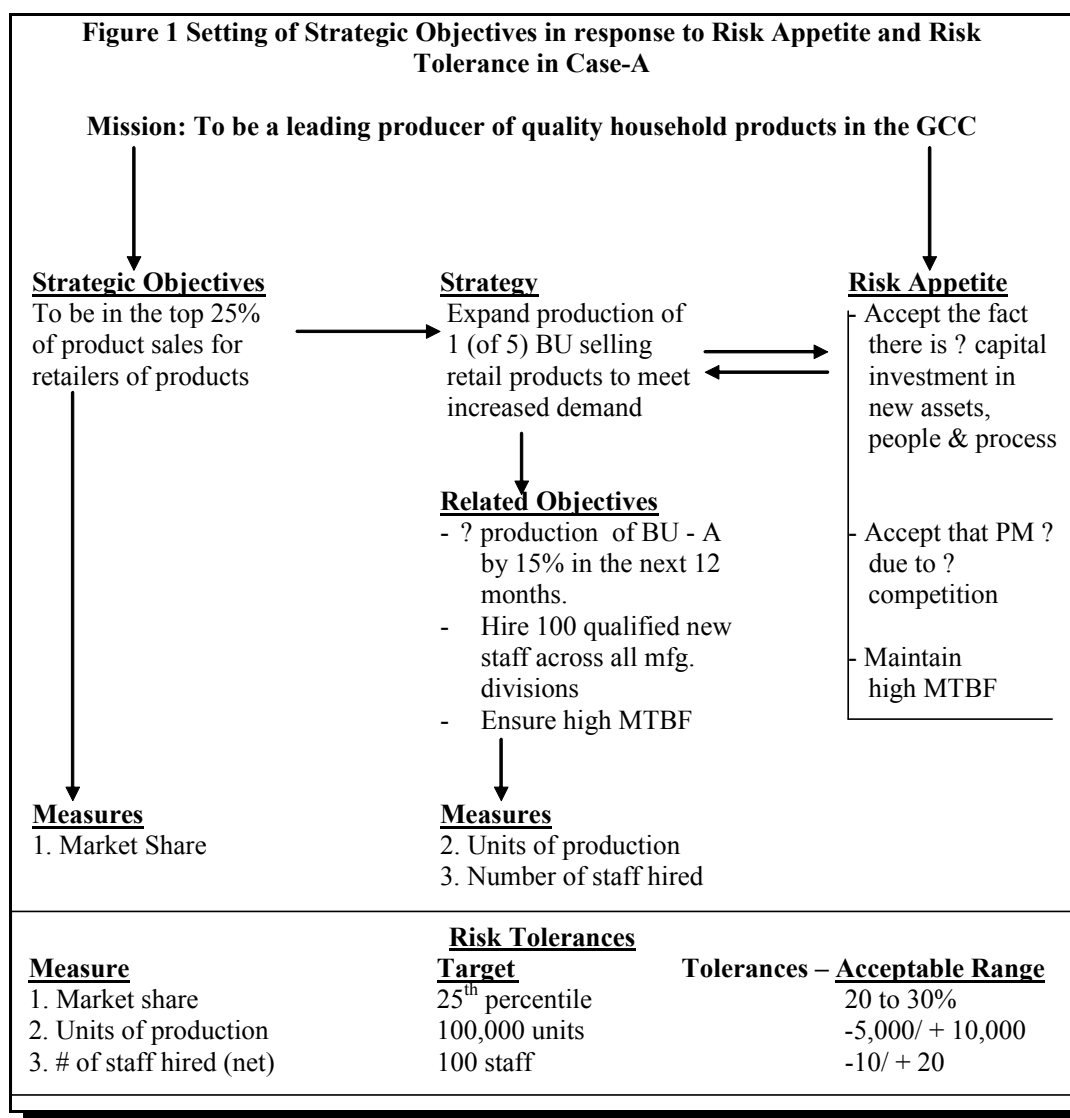 Figure 1 Setting of Strategic Objectives in response to Risk Appetite and Risk
Tolerance in Case-A
Mission: To be a leading producer of quality household products in the GCC
Strategic Objectives
To be in the top 25%
of product sales for
retailers of products
Strategy
Expand production of
1 (of 5) BU selling
retail products to meet
increased demand
Risk Appetite
- Accept the fact
there is ? capital
investment in
new assets,
people & process
- Accept that PM ?
due to ?
competition
- Maintain
high MTBF
Related Objectives
- ? production of BU - A
by 15% in the next 12
months.
- Hire 100 qualified new
staff across all mfg.
divisions
- Ensure high MTBF
Measures
1. Market Share
Measures
2. Units of production
3. Number of staff hired
Risk Tolerances
Measure Target Tolerances – Acceptable Range
1. Market share 25th percentile 20 to 30%
2. Units of production 100,000 units -5,000/ + 10,000
3. # of staff hired (net) 100 staff -10/ + 20